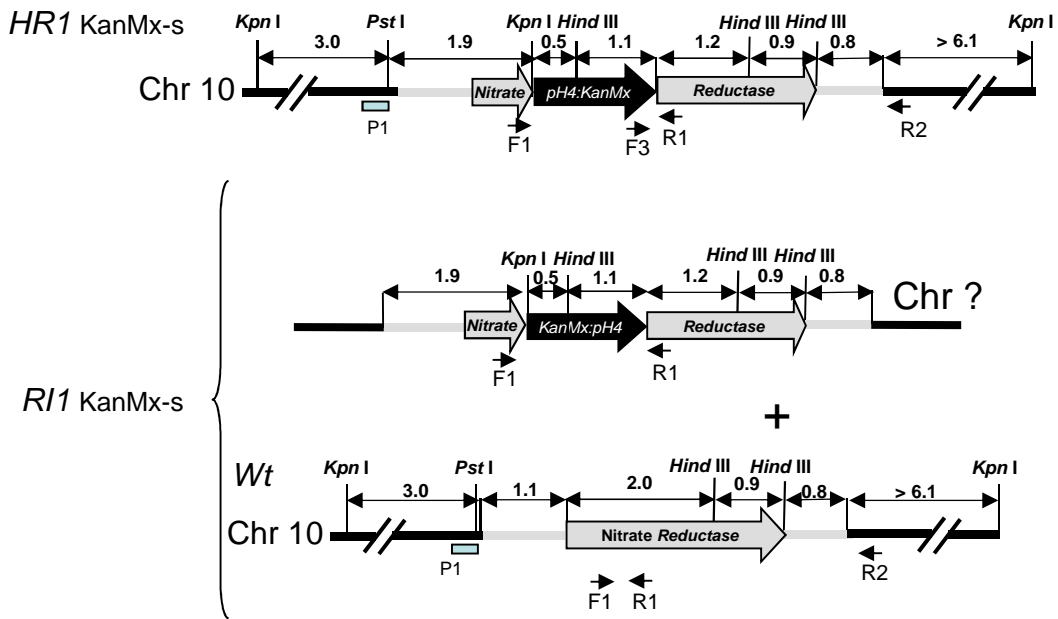 HR1 KanMx-s
Kpn I Pst I Kpn I Hind III Hind III Hind III Kpn I
3.0 1.9 0.5 1.1 1.2 0.9 0.8 > 6.1
Chr 10 Nitrate pH4:KanMx Reductase
P1 F1 F3 R1 R2
Kpn I Hind III Hind III Hind III
1.9 0.5 1.1 1.2 0.9 0.8
Chr ?
Nitrate KanMx:pH4 Reductase
F1 R1
RI1 KanMx-s
+
Wt
Kpn I Pst I Hind III Hind III Kpn I
3.0 1.1 2.0 0.9 0.8 > 6.1
Chr 10 Nitrate Reductase
P1 R2
F1 R1